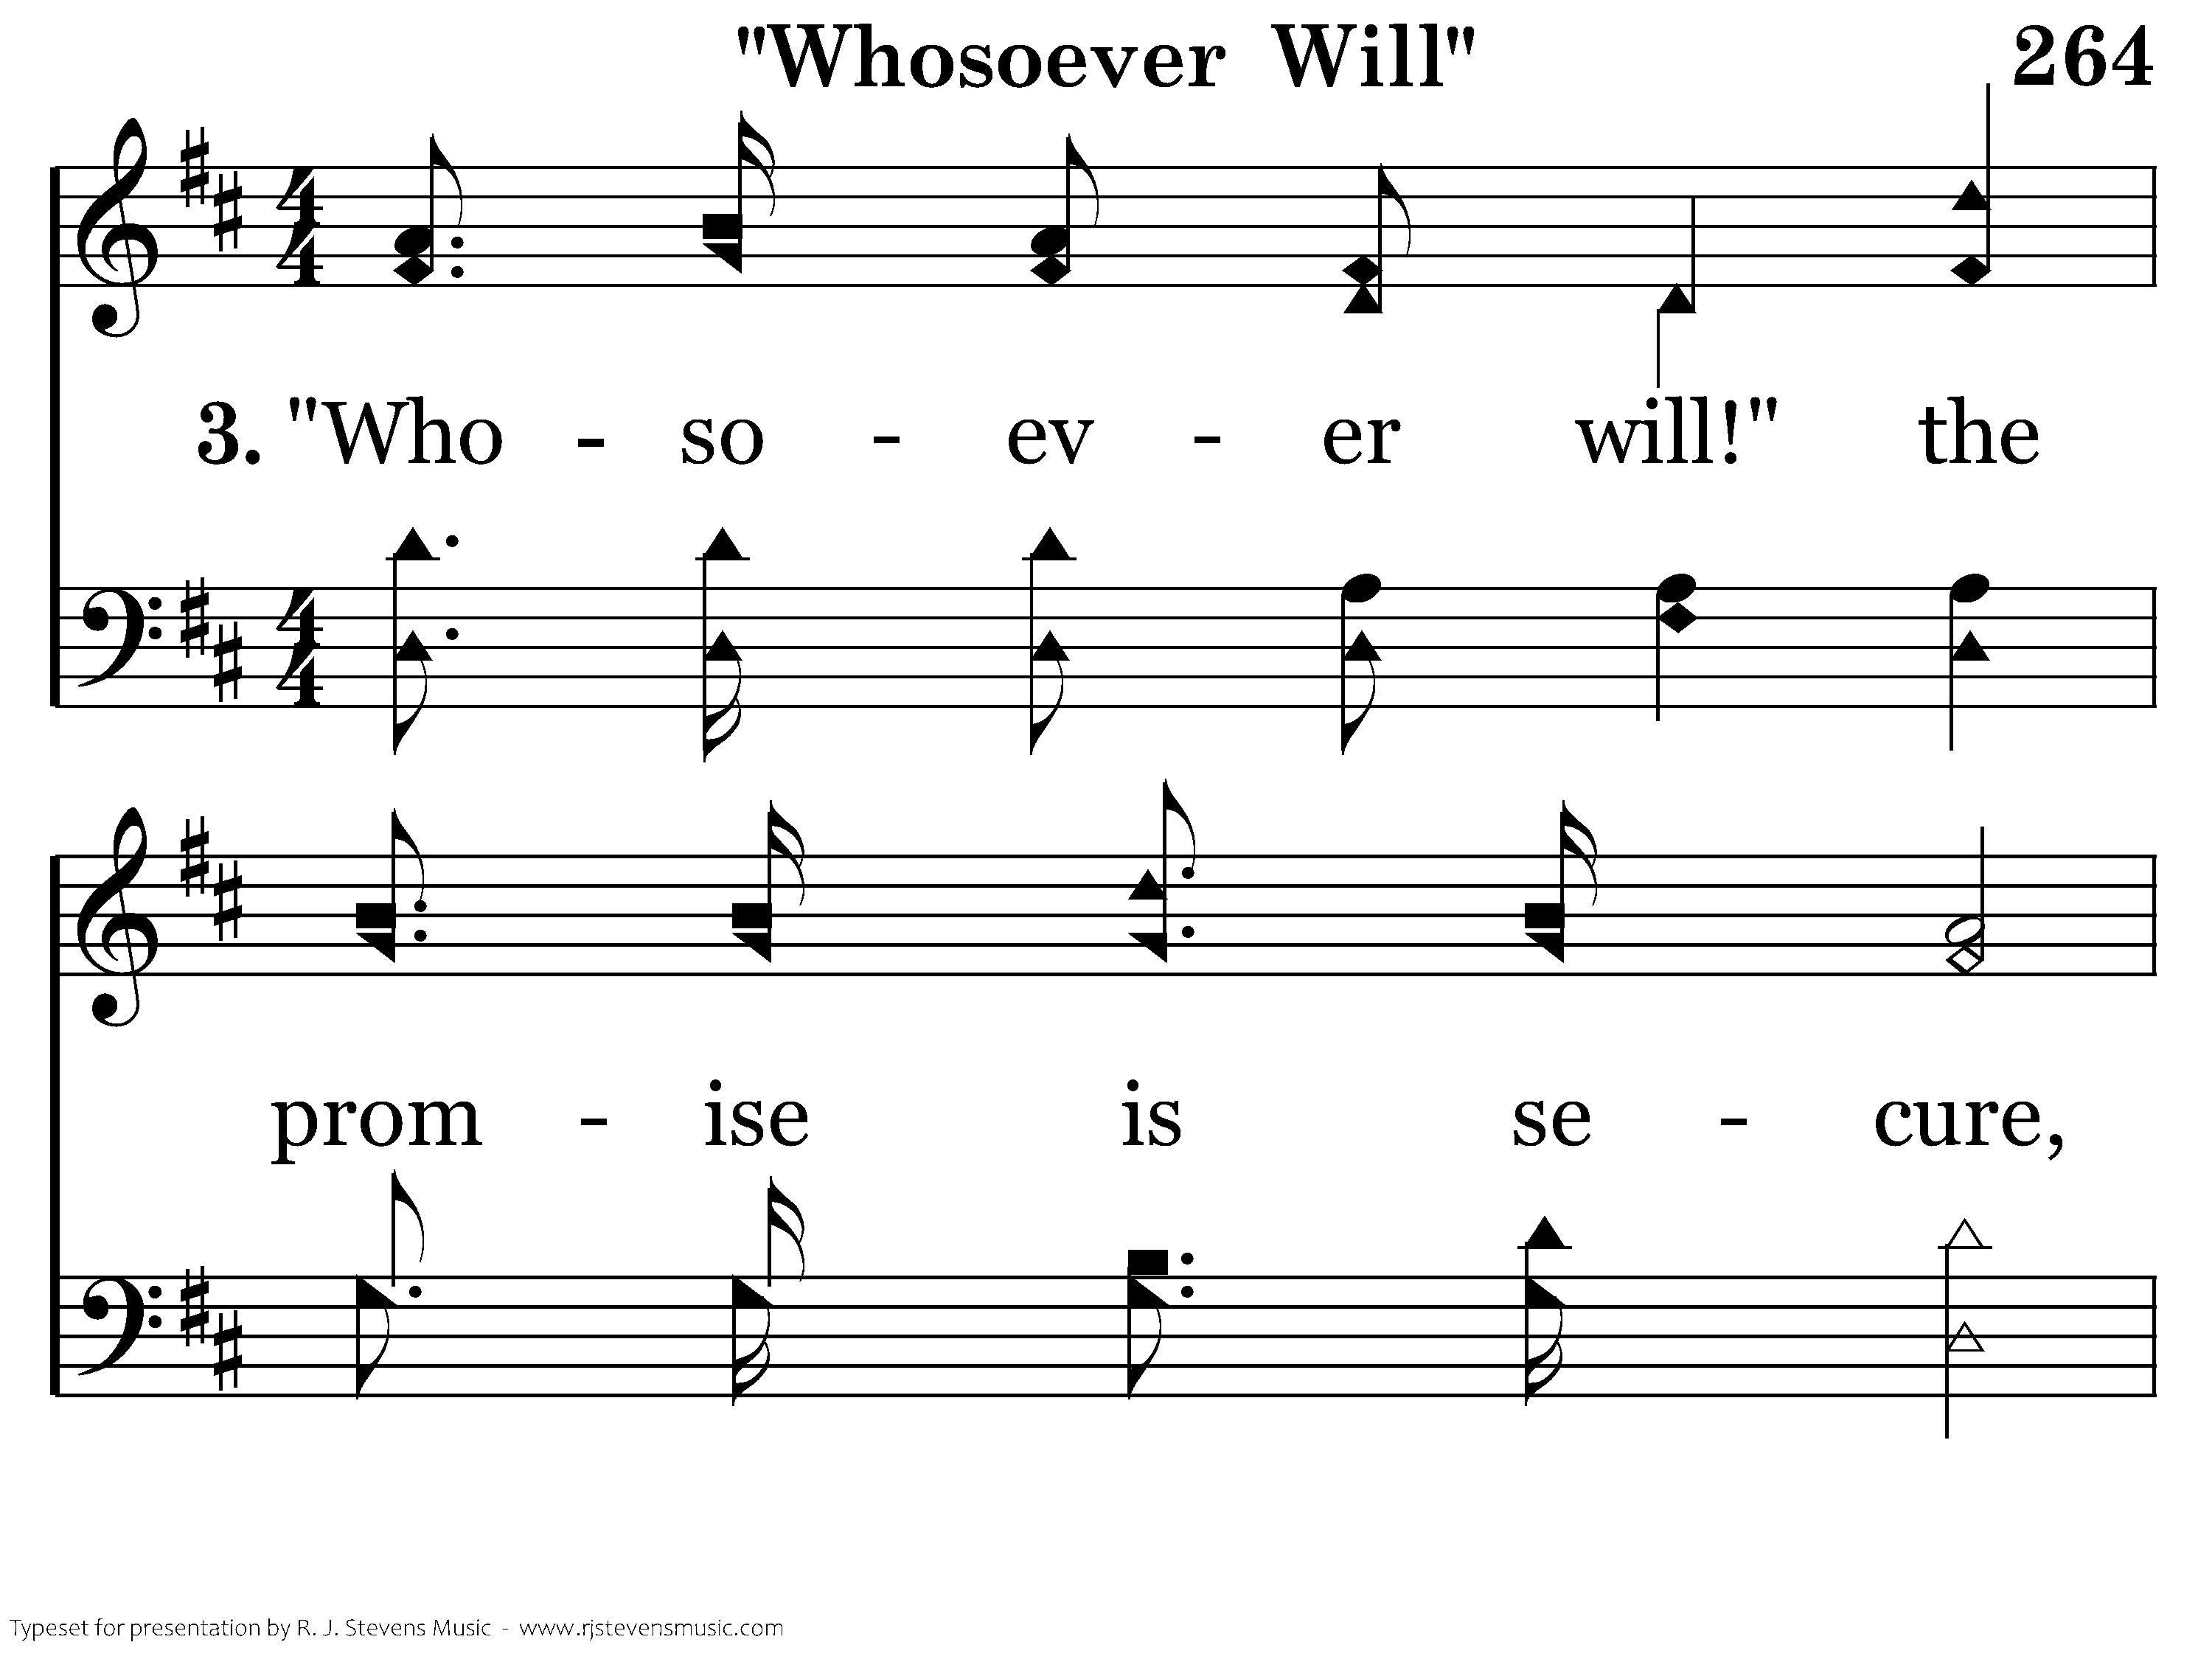 "Whosoever Will" 264
3. "Who - so - ev - er will!" the
prom - ise is se - cure,
Typeset for presentation by R. J. Stevens Music - www.rjstevensmusic.com